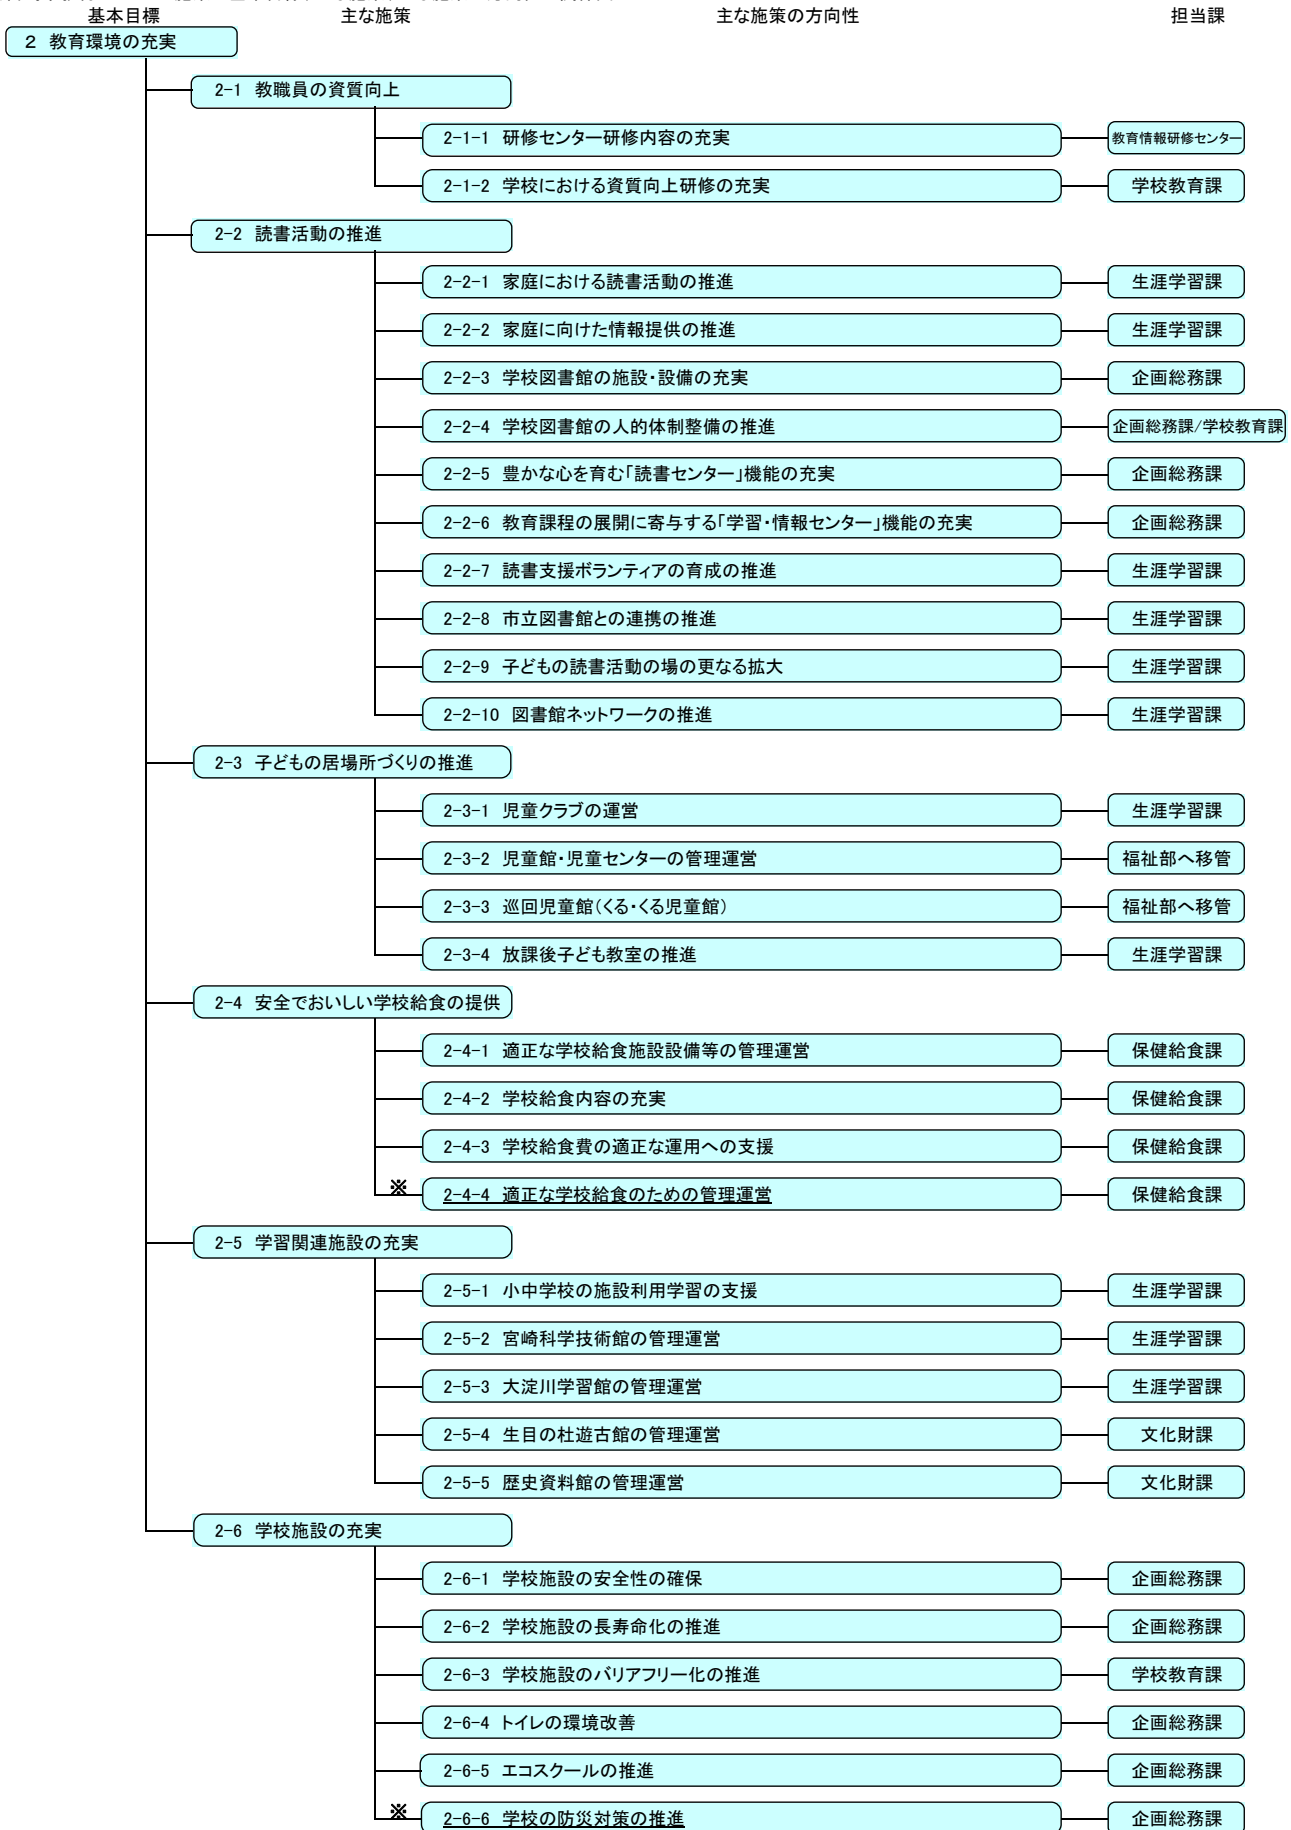 基本目標 主な施策 主な施策の方向性 担当課
2 教育環境の充実
2-1 教職員の資質向上
2-1-1 研修センター研修内容の充実 教育情報研修センター
2-1-2 学校における資質向上研修の充実 学校教育課
2-2 読書活動の推進
2-2-1 家庭における読書活動の推進 生涯学習課
2-2-2 家庭に向けた情報提供の推進 生涯学習課
2-2-3 学校図書館の施設・設備の充実 企画総務課
2-2-4 学校図書館の人的体制整備の推進 企画総務課/学校教育課
2-2-5 豊かな心を育む「読書センター」機能の充実 企画総務課
2-2-6 教育課程の展開に寄与する「学習・情報センター」機能の充実 企画総務課
2-2-7 読書支援ボランティアの育成の推進 生涯学習課
2-2-8 市立図書館との連携の推進 生涯学習課
2-2-9 子どもの読書活動の場の更なる拡大 生涯学習課
2-2-10 図書館ネットワークの推進 生涯学習課
2-3 子どもの居場所づくりの推進
2-3-1 児童クラブの運営 生涯学習課
2-3-2 児童館・児童センターの管理運営 福祉部へ移管
2-3-3 巡回児童館(くる・くる児童館) 福祉部へ移管
2-3-4 放課後子ども教室の推進 生涯学習課
2-4 安全でおいしい学校給食の提供
2-4-1 適正な学校給食施設設備等の管理運営 保健給食課
2-4-2 学校給食内容の充実 保健給食課
2-4-3 学校給食費の適正な運用への支援 保健給食課
※ 2-4-4 適正な学校給食のための管理運営 保健給食課
2-5 学習関連施設の充実
2-5-1 小中学校の施設利用学習の支援 生涯学習課
2-5-2 宮崎科学技術館の管理運営 生涯学習課
2-5-3 大淀川学習館の管理運営 生涯学習課
2-5-4 生目の杜遊古館の管理運営 文化財課
2-5-5 歴史資料館の管理運営 文化財課
2-6 学校施設の充実
2-6-1 学校施設の安全性の確保 企画総務課
2-6-2 学校施設の長寿命化の推進 企画総務課
2-6-3 学校施設のバリアフリー化の推進 学校教育課
2-6-4 トイレの環境改善 企画総務課
2-6-5 エコスクールの推進 企画総務課
※ 2-6-6 学校の防災対策の推進 企画総務課